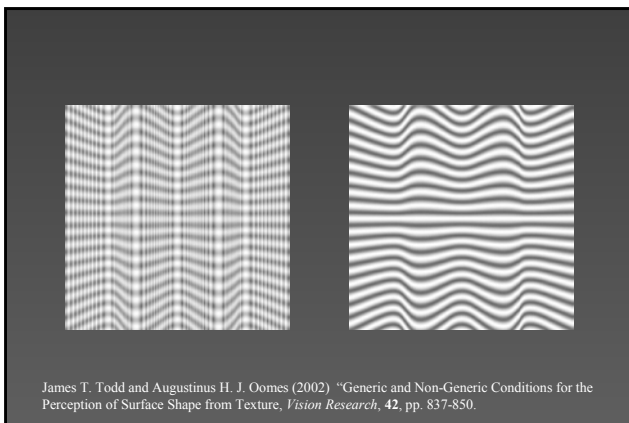 James T. Todd and Augustinus H. J. Oomes (2002)  “Generic and Non-Generic Conditions for the
Perception of Surface Shape from Texture, Vision Research, 42, pp. 837-850.